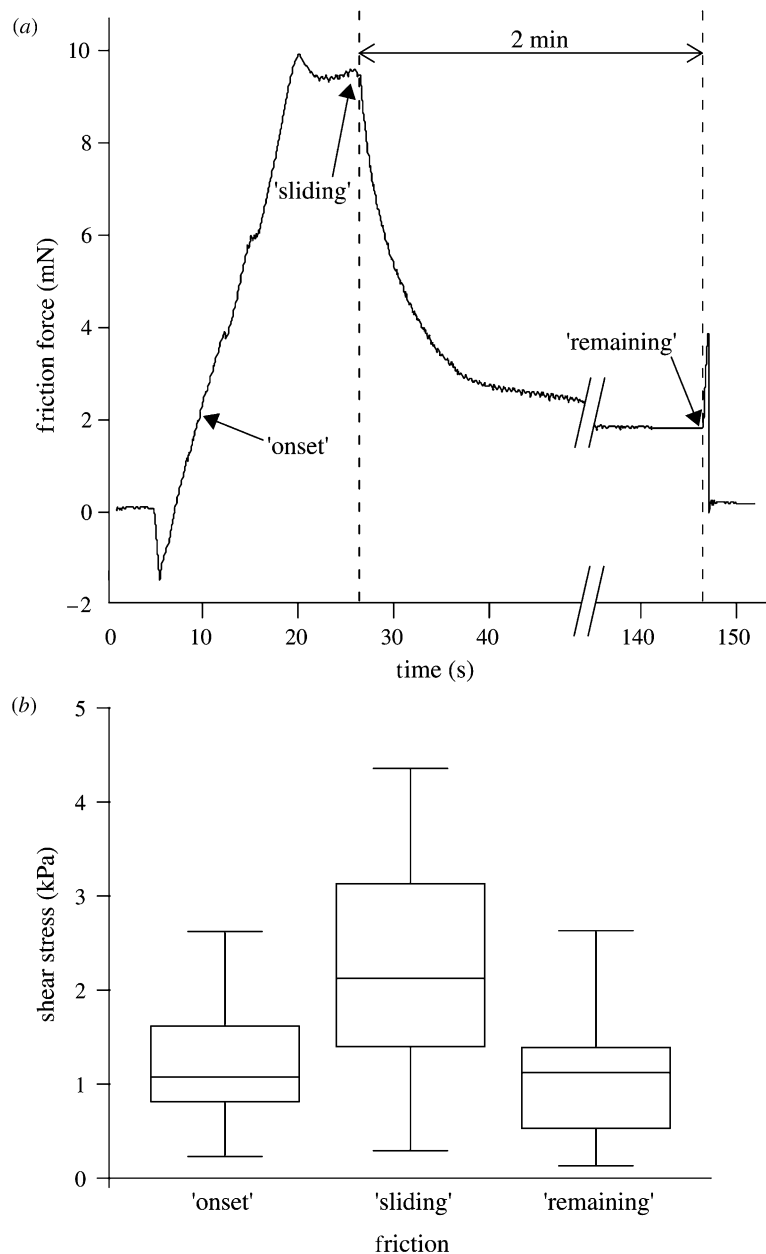 (a)
2 min
10
8
6
4
2
0
−2
friction force (mN)
'sliding'
'remaining'
'onset'
0 10 20 30 40 140 150
time (s)
(b)
5
4
3
2
1
0
shear stress (kPa)
'onset' 'sliding' 'remaining'
friction